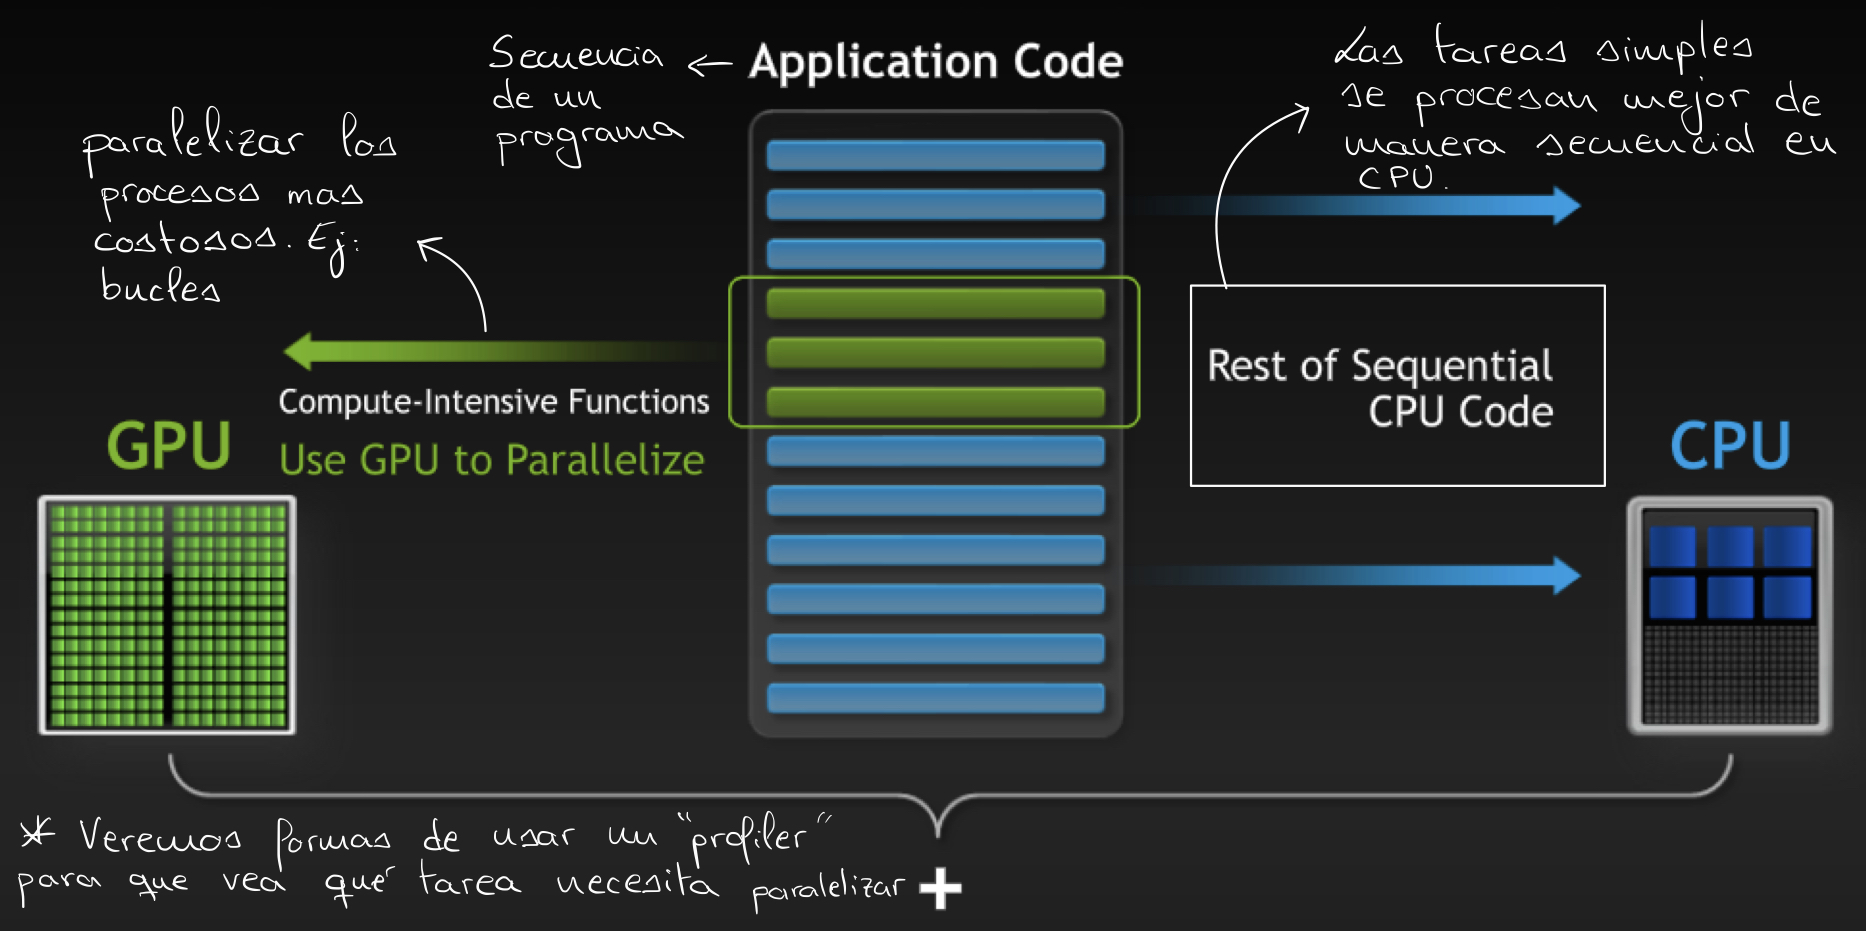 Application Code
Secuencia
de un
programa
Las tareas simples
se procesan mejor de
manera secuencial en
CPU.
paralelizar los
procesos mas
costosos. Ej:
bucles
Compute-Intensive Functions
Use GPU to Parallelize
GPU
Rest of Sequential
CPU Code
CPU
* Veremos formas de usar un "profiler"
para que vea qué tarea necesita paralelizar
+